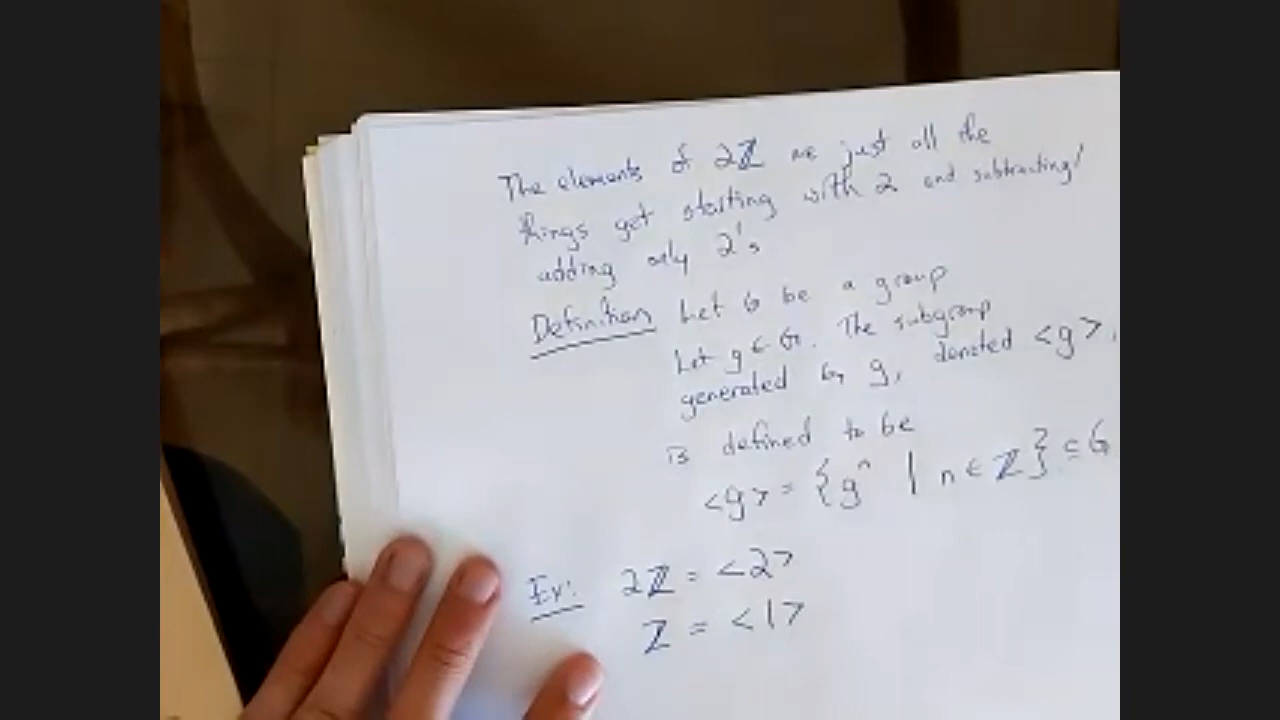 The elements of 2ℤ are just all the
things get starting with 2 and subtracting/
adding only 2's
Definition Let G be a group
Let g ∈ G. The subgroup
generated by g, denoted <g>,
is defined to be
<g> = {gⁿ | n ∈ ℤ} ⊆ G
Ex: 2ℤ = <2>
ℤ = <1>